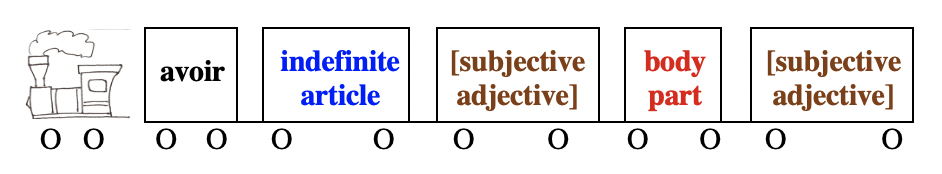 avoir
indefinite
article
[subjective
adjective]
body
part
[subjective
adjective]
O O O O O O O O O O O O